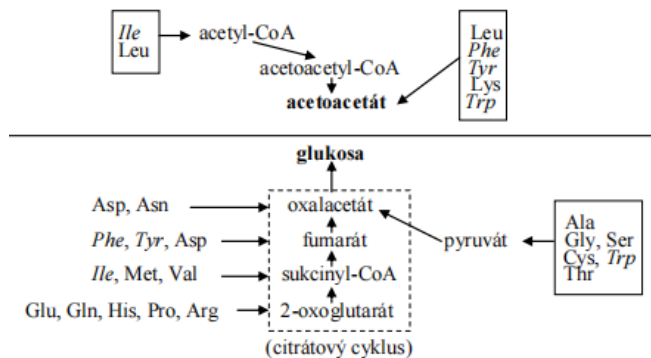 Ile
Leu
acetyl-CoA
acetoacetyl-CoA
acetoacetát
Leu
Phe
Tyr
Lys
Trp
glukosa
Asp, Asn
oxalacetát
Phe, Tyr, Asp
fumarát
pyruvát
Ala
Gly, Ser
Cys, Trp
Thr
Ile, Met, Val
sukcinyl-CoA
Glu, Gln, His, Pro, Arg
2-oxoglutarát
(citrátový cyklus)